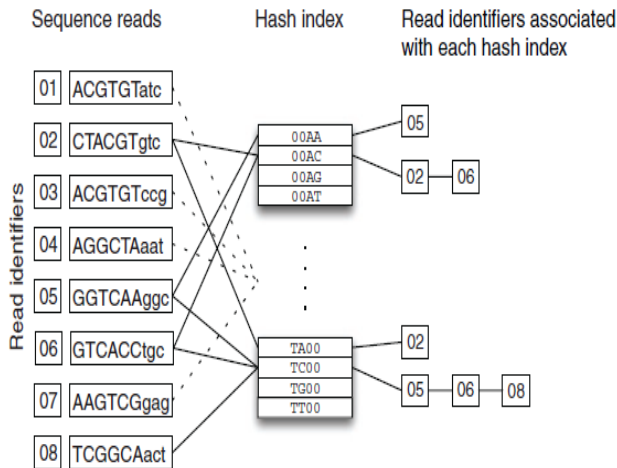 Sequence reads
Hash index
Read identifiers associated
with each hash index
Read identifiers
01 ACGTGTatc
02 CTACGTgtc
03 ACGTGTccg
04 AGGCTAaat
05 GGTCAAggc
06 GTCACCtgc
07 AAGTCGgag
08 TCGGCAact
00AA
00AC
00AG
00AT
TA00
TC00
TG00
TT00
05
02 06
02
05 06 08